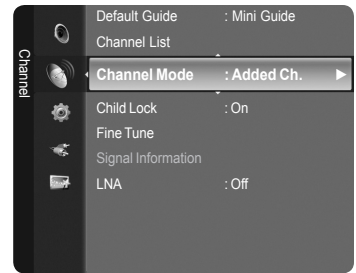 Channel
Default Guide : Mini Guide
Channel List
Channel Mode : Added Ch.
Child Lock : On
Fine Tune
Signal Information
LNA : Off